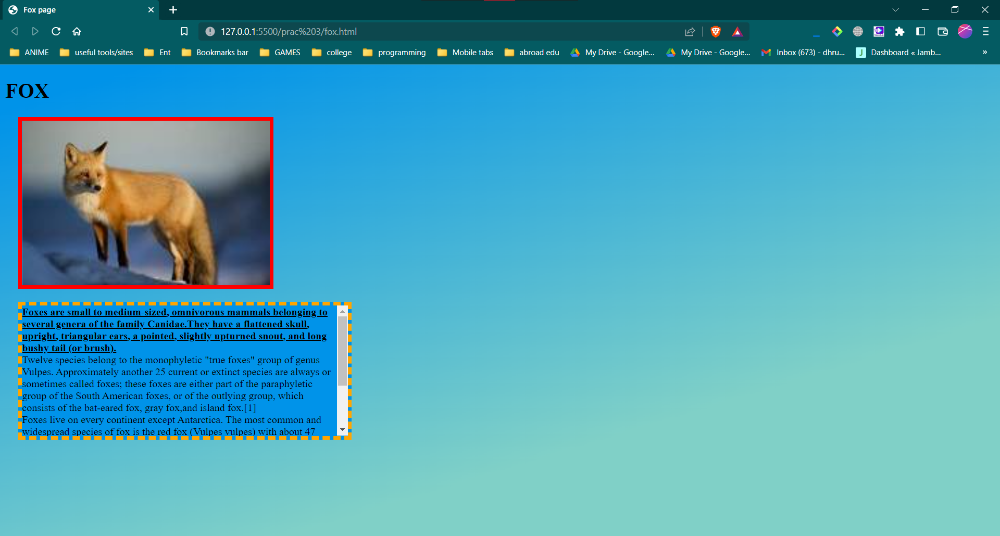 Fox page
127.0.0.1:5500/prac%203/fox.html
ANIME useful tools/sites Ent Bookmarks bar GAMES college programming Mobile tabs abroad edu My Drive - Google... My Drive - Google... Inbox (673) - dhru... J Dashboard « Jamb... »
FOX
Foxes are small to medium-sized, omnivorous mammals belonging to
several genera of the family Canidae.They have a flattened skull,
upright, triangular ears, a pointed, slightly upturned snout, and long
bushy tail (or brush).
Twelve species belong to the monophyletic "true foxes" group of genus
Vulpes. Approximately another 25 current or extinct species are always or
sometimes called foxes; these foxes are either part of the paraphyletic
group of the South American foxes, or of the outlying group, which
consists of the bat-eared fox, gray fox,and island fox.[1]
Foxes live on every continent except Antarctica. The most common and
widespread species of fox is the red fox (Vulpes vulpes) with about 47